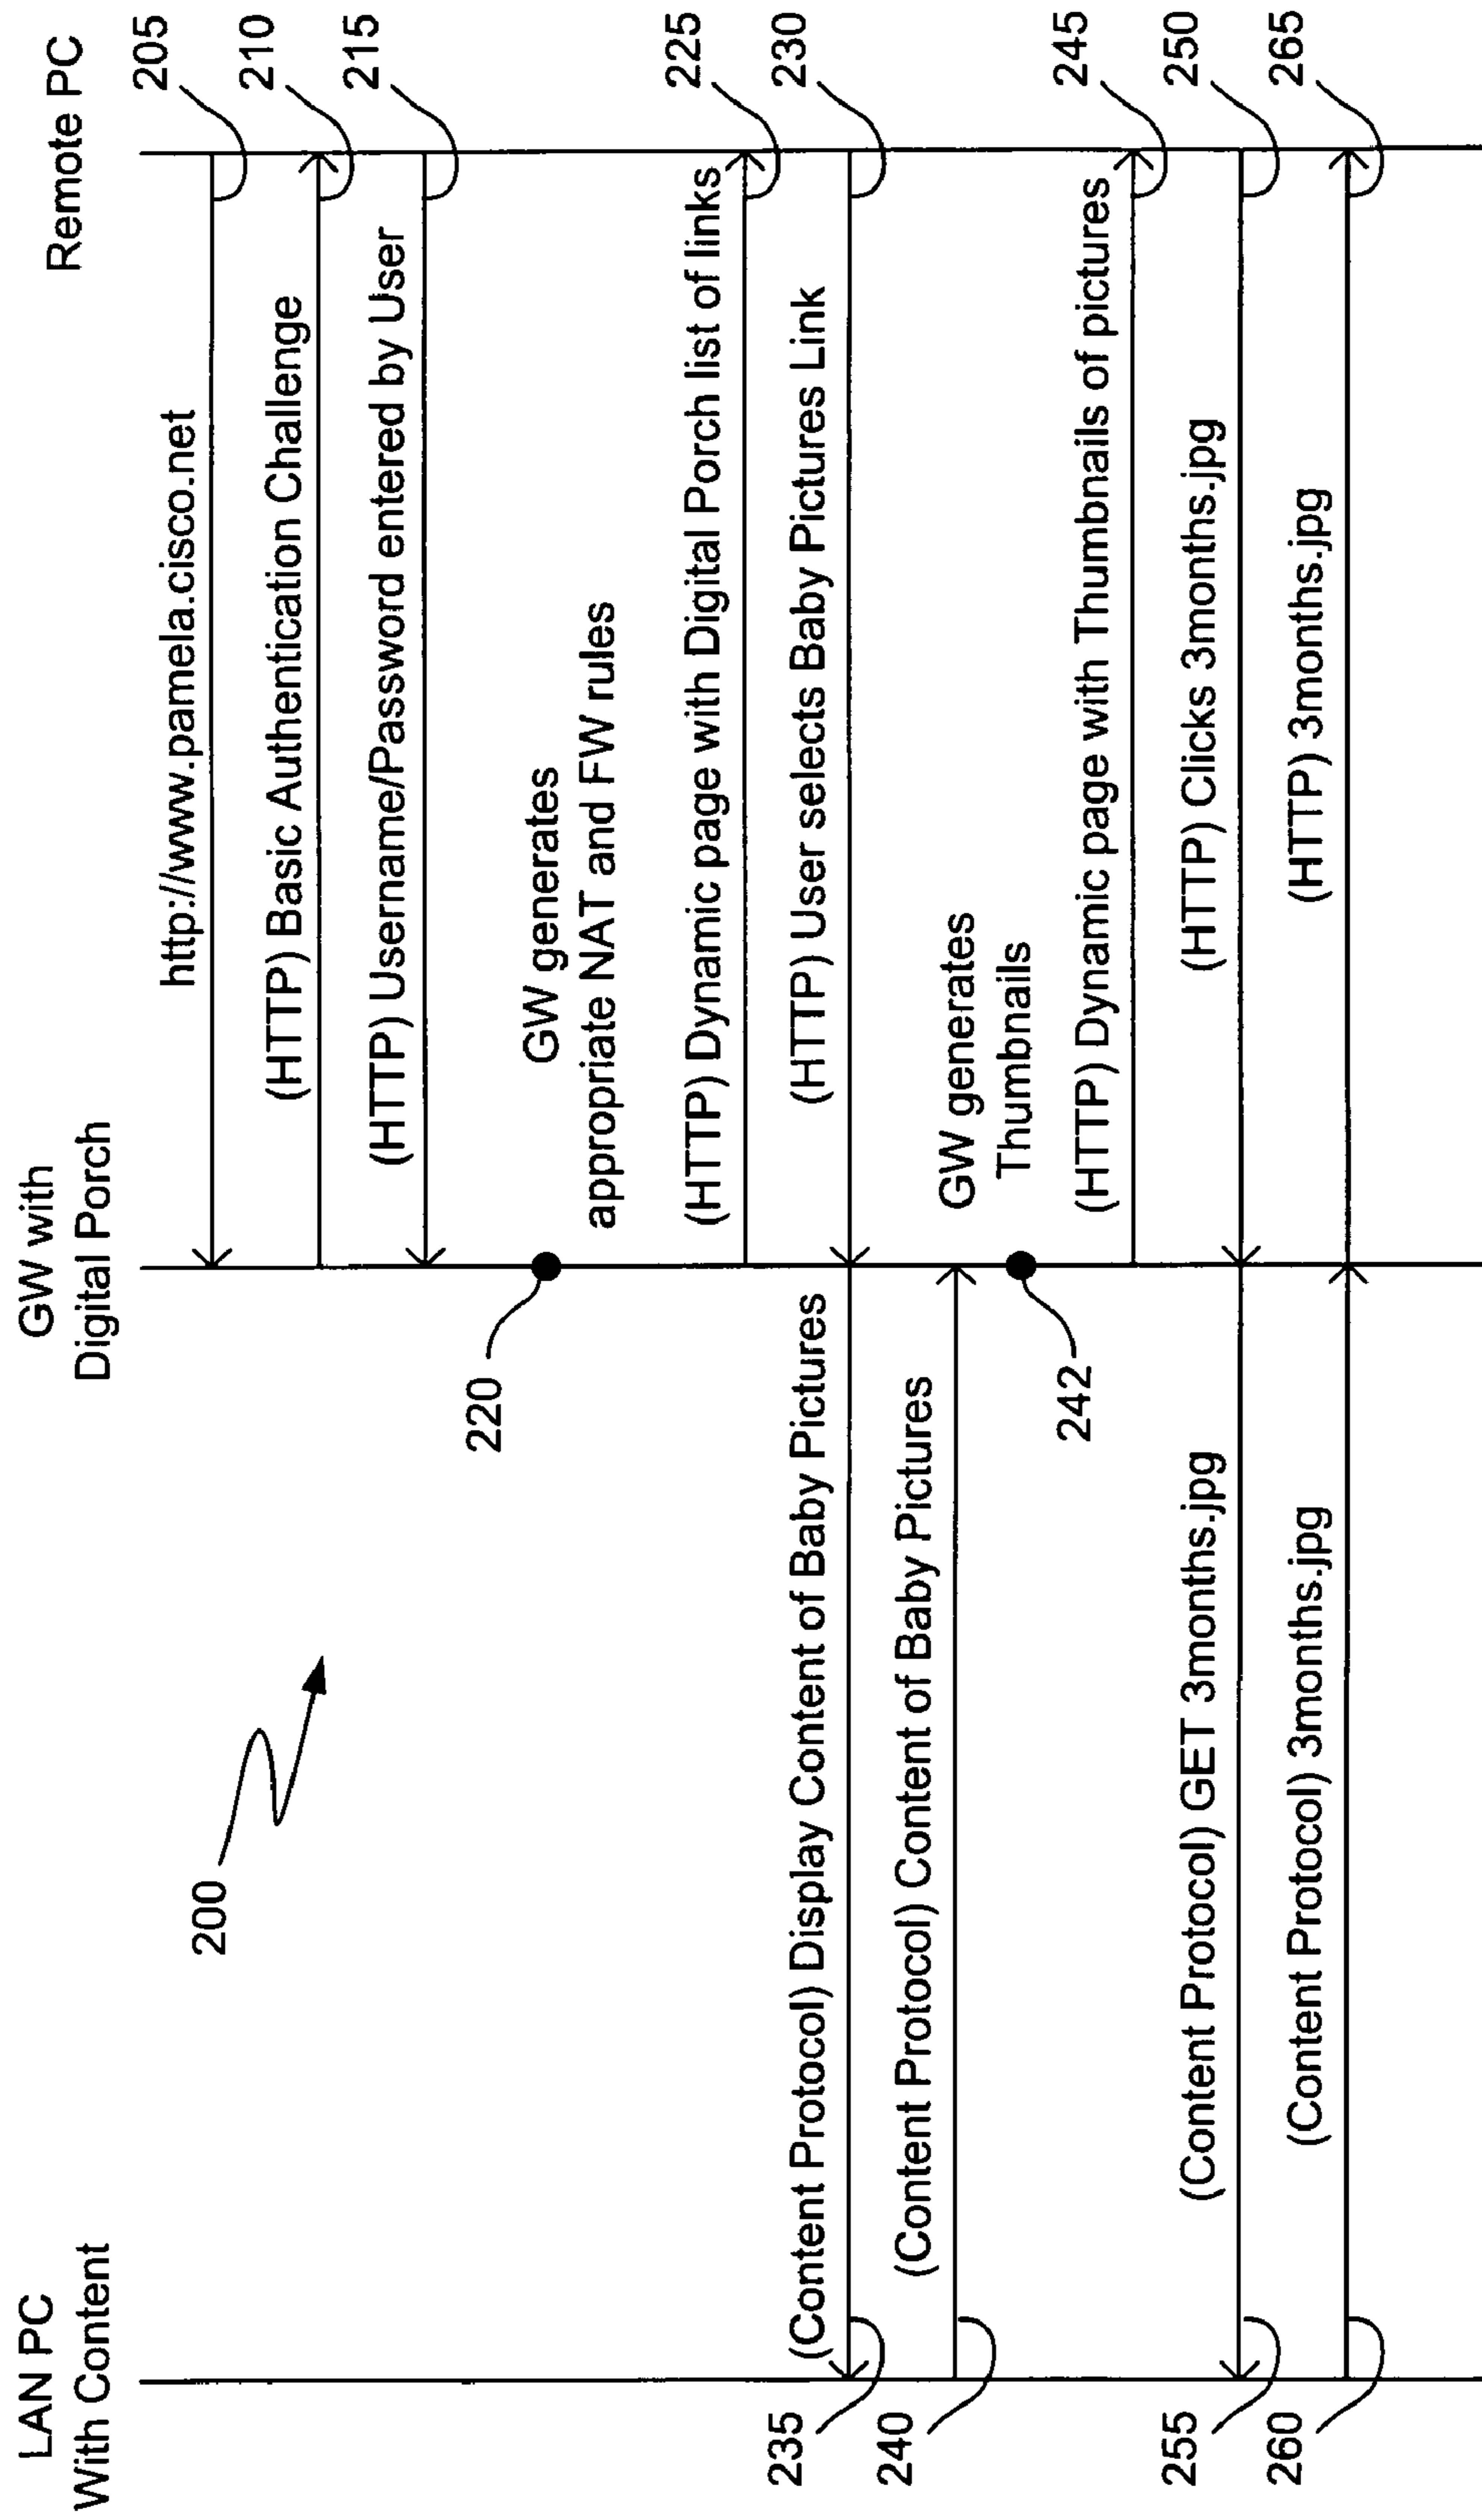 LAN PC
With Content
GW with
Digital Porch
Remote PC
200
http://www.pamela.cisco.net
205
(HTTP) Basic Authentication Challenge
210
(HTTP) Username/Password entered by User
215
220
GW generates
appropriate NAT and FW rules
(HTTP) Dynamic page with Digital Porch list of links
225
235
(Content Protocol) Display Content of Baby Pictures
(HTTP) User selects Baby Pictures Link
230
240
(Content Protocol) Content of Baby Pictures
242
GW generates
Thumbnails
(HTTP) Dynamic page with Thumbnails of pictures
245
255
(Content Protocol) GET 3months.jpg
(HTTP) Clicks 3months.jpg
250
260
(Content Protocol) 3months.jpg
(HTTP) 3months.jpg
265